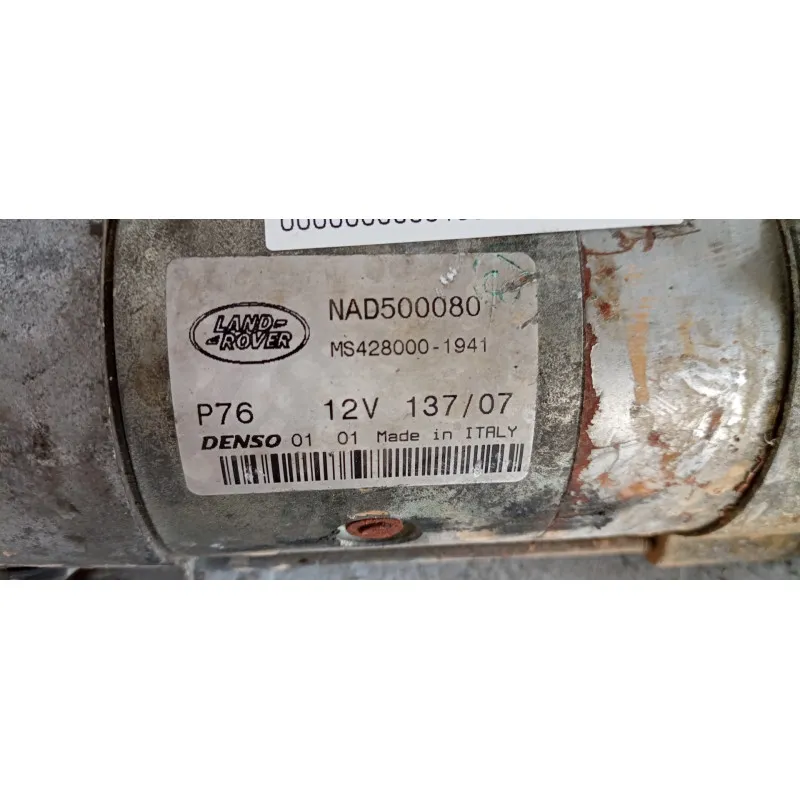 LAND-
ROVER
NAD500080
MS428000-1941
P76 12V 137/07
DENSO 01 01 Made in ITALY